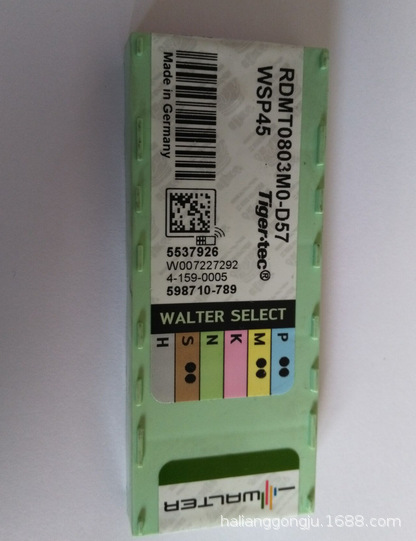 RDMT0803M0-D57
WSP45
Tiger·tec®
Made in Germany
5537926
W007227292
4-159-0005
598710-789
WALTER SELECT
P
M
K
N
S
H
WALTER
halianggongju.1688.com